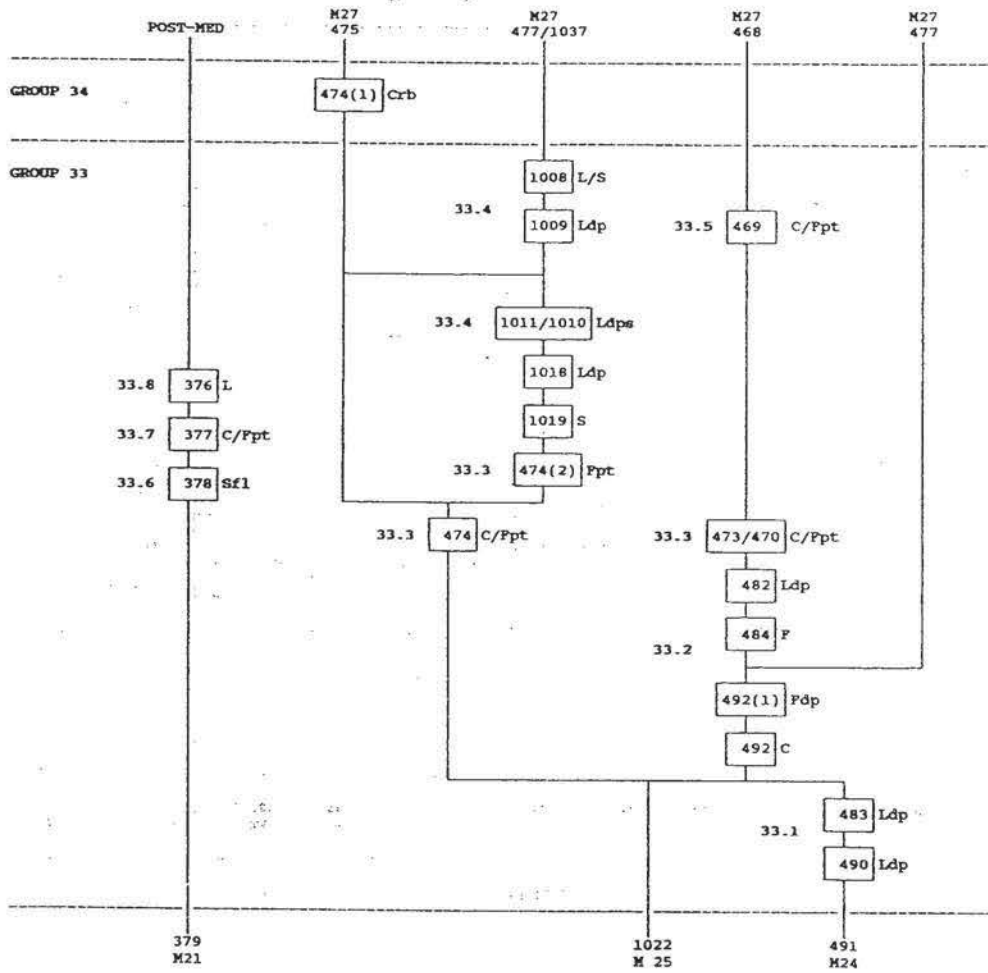 M27 M27 M27 M27
POST-MED 475 477/1037 468 477
GROUP 34
474(1) Crb
GROUP 33
1008 L/S
33.4
1009 Ldp
33.5 469 C/Fpt
33.4 1011/1010 Ldps
1018 Ldp
33.8 376 L
1019 S
33.7 377 C/Fpt
33.3 474(2) Fpt
33.6 378 Sfl
33.3 474 C/Fpt
33.3 473/470 C/Fpt
482 Ldp
484 F
33.2
492(1) Fdp
492 C
483 Ldp
33.1
490 Ldp
379 1022 491
M21 M 25 M24